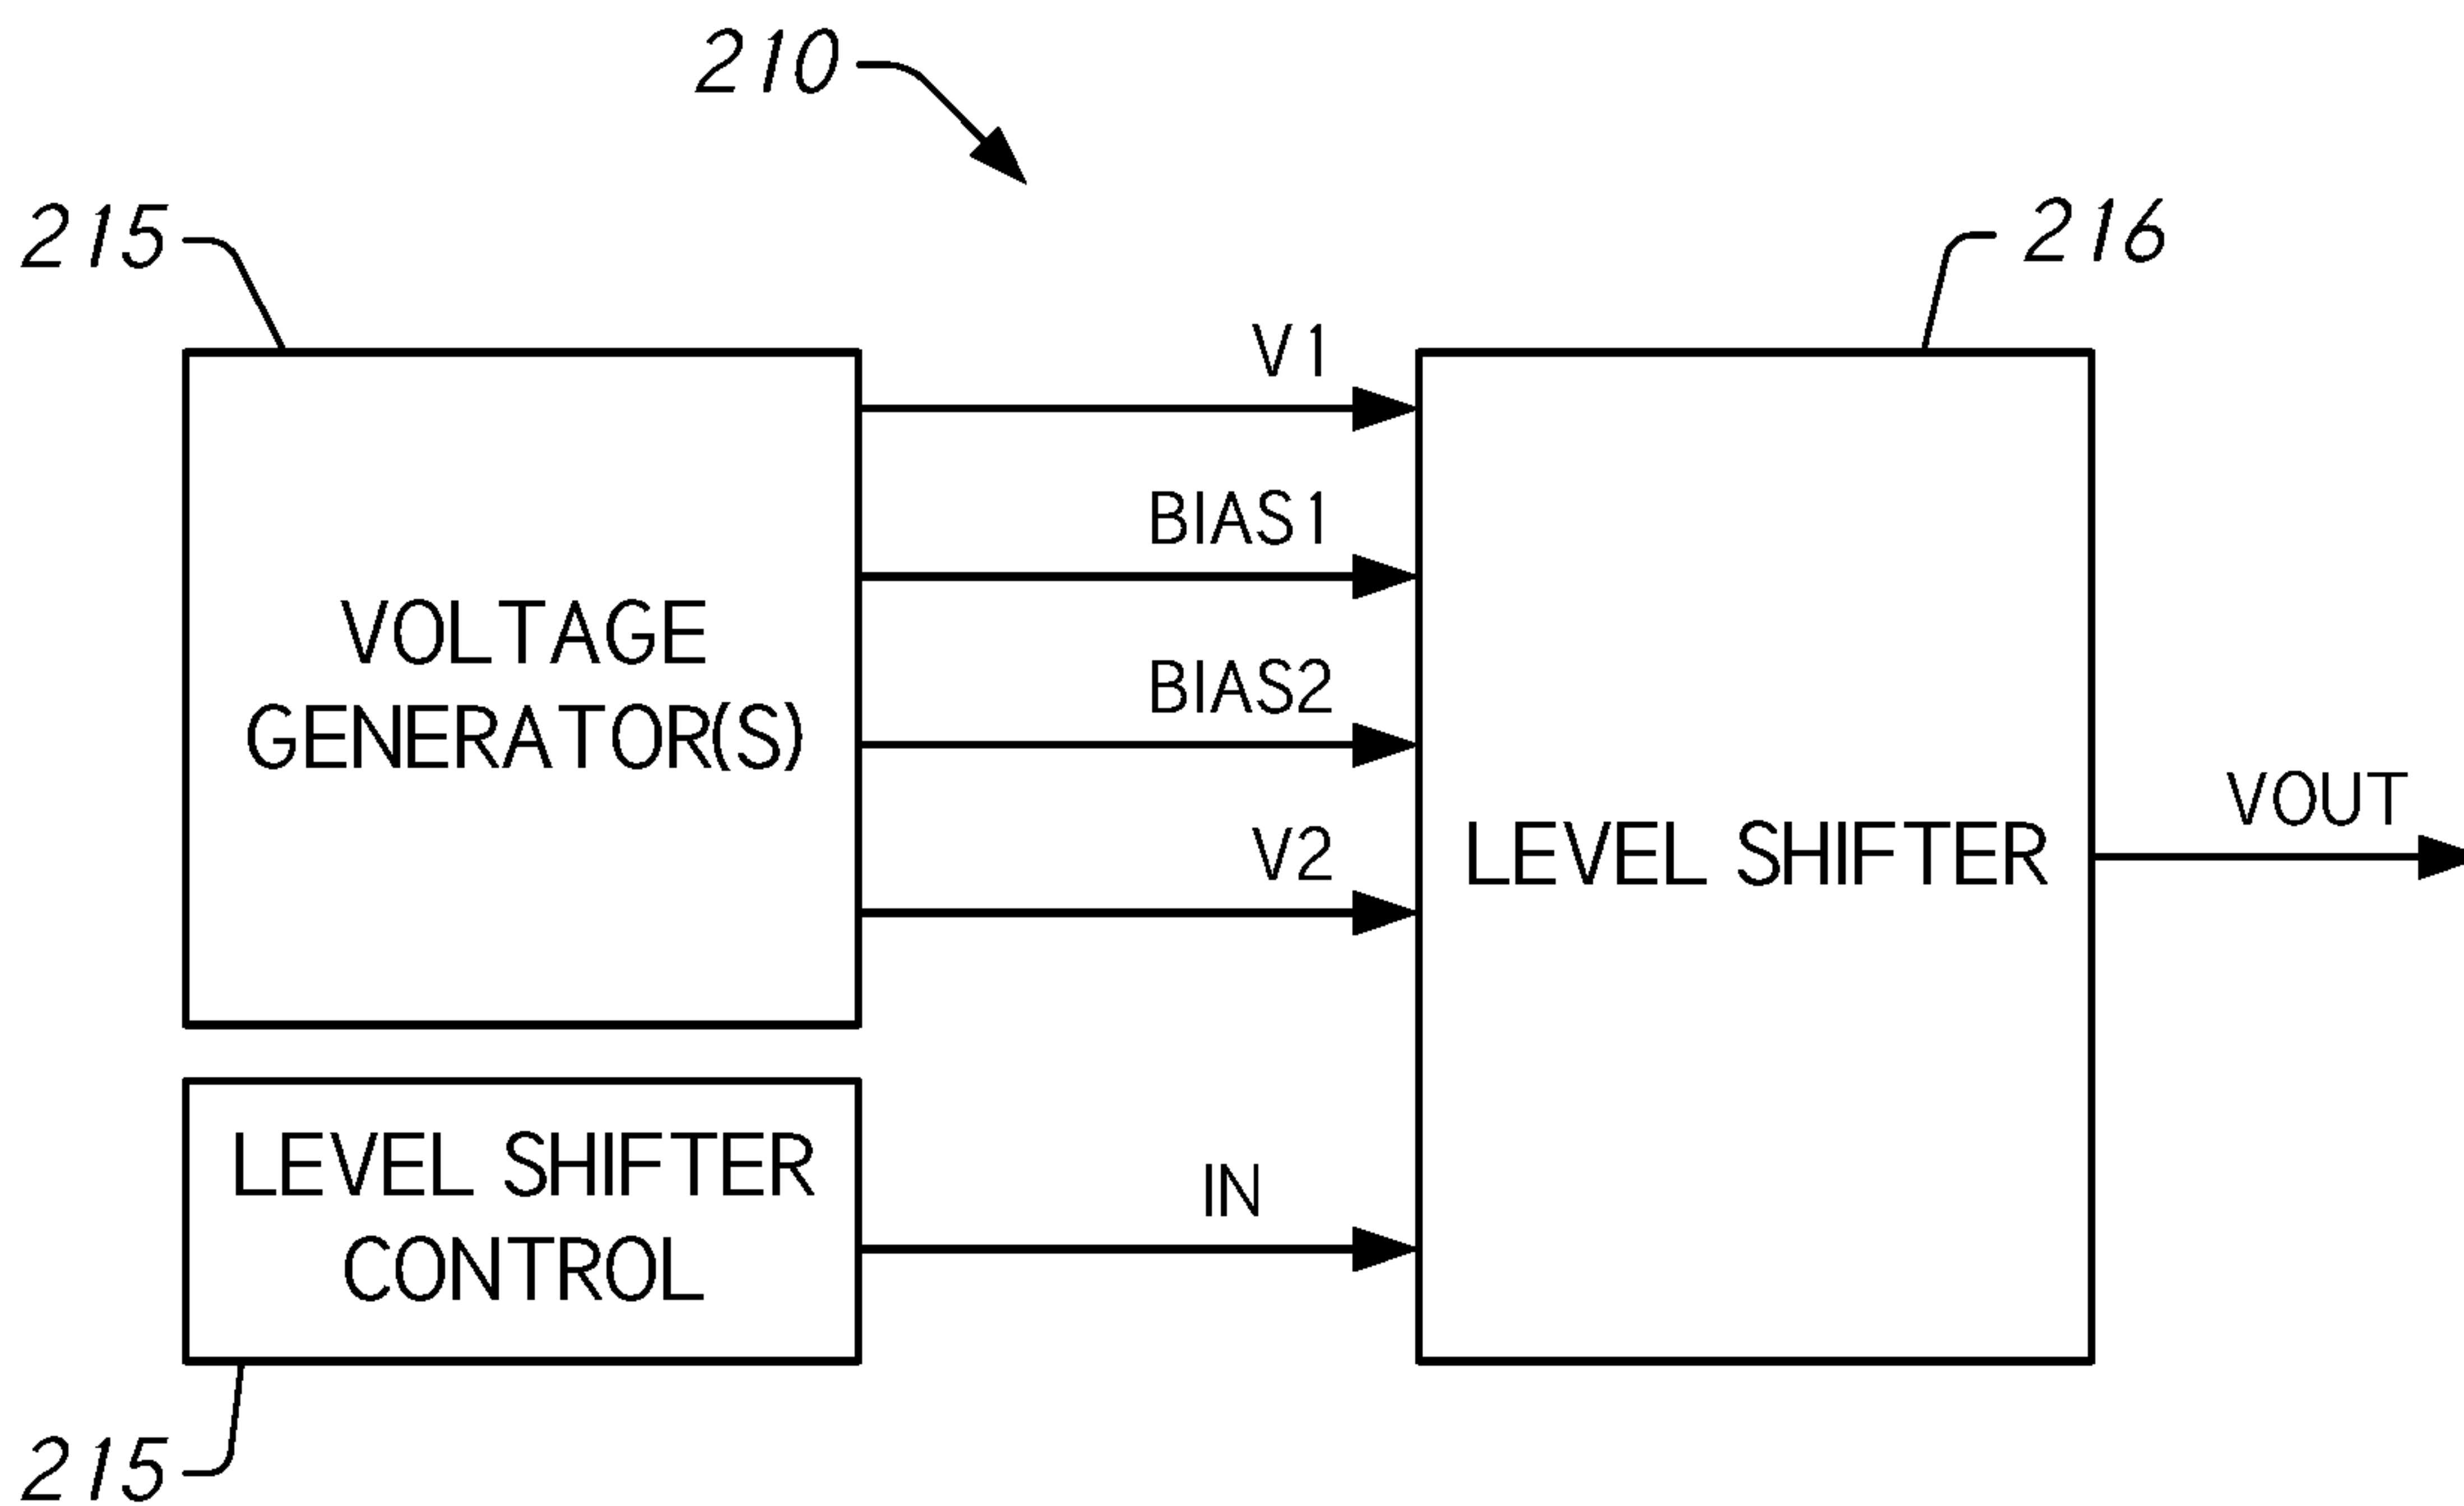 210
215
216
V1
BIAS1
VOLTAGE
GENERATOR(S)
BIAS2
V2
LEVEL SHIFTER
VOUT
LEVEL SHIFTER
CONTROL
IN
215